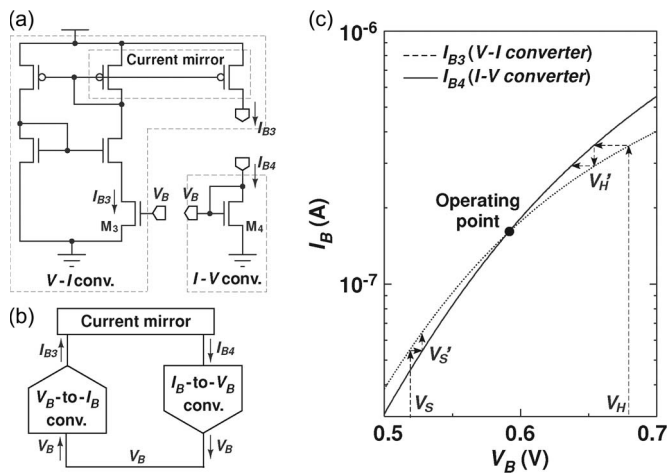 (a)
Current mirror
I_B3
I_B4
I_B3
V_B
V_B
M_3
M_4
V-I conv.
I-V conv.
(b)
Current mirror
I_B3
I_B4
V_B-to-I_B
conv.
I_B-to-V_B
conv.
V_B
V_B
V_B
(c)
10^-6
I_B3 (V-I converter)
I_B4 (I-V converter)
V_H'
Operating
point
I_B (A)
10^-7
V_S'
V_S
V_H
0.5
0.6
0.7
V_B (V)